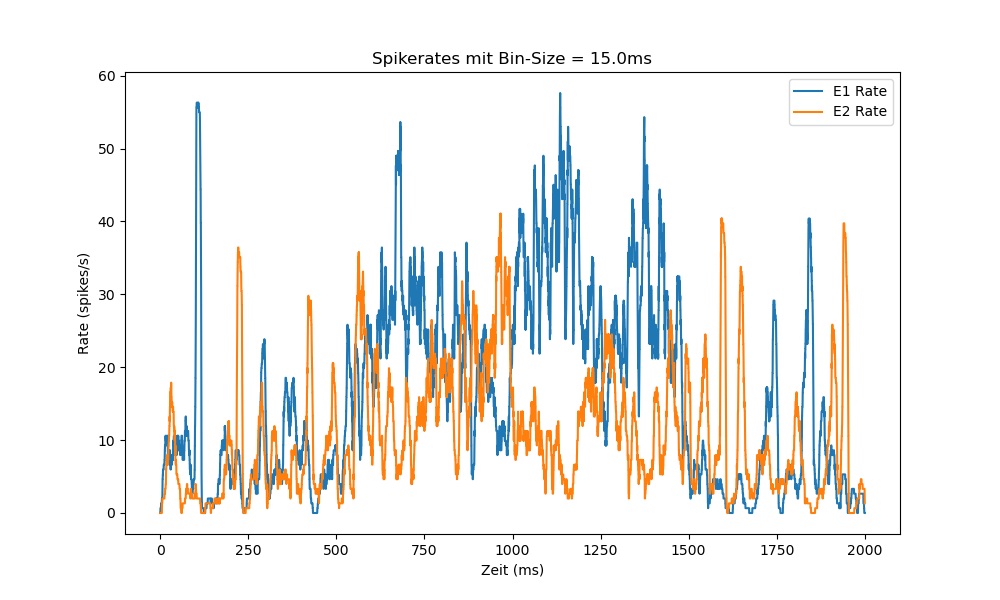 Spikerates mit Bin-Size = 15.0ms
E1 Rate
E2 Rate
60
50
40
30
20
10
0
Rate (spikes/s)
0 250 500 750 1000 1250 1500 1750 2000
Zeit (ms)